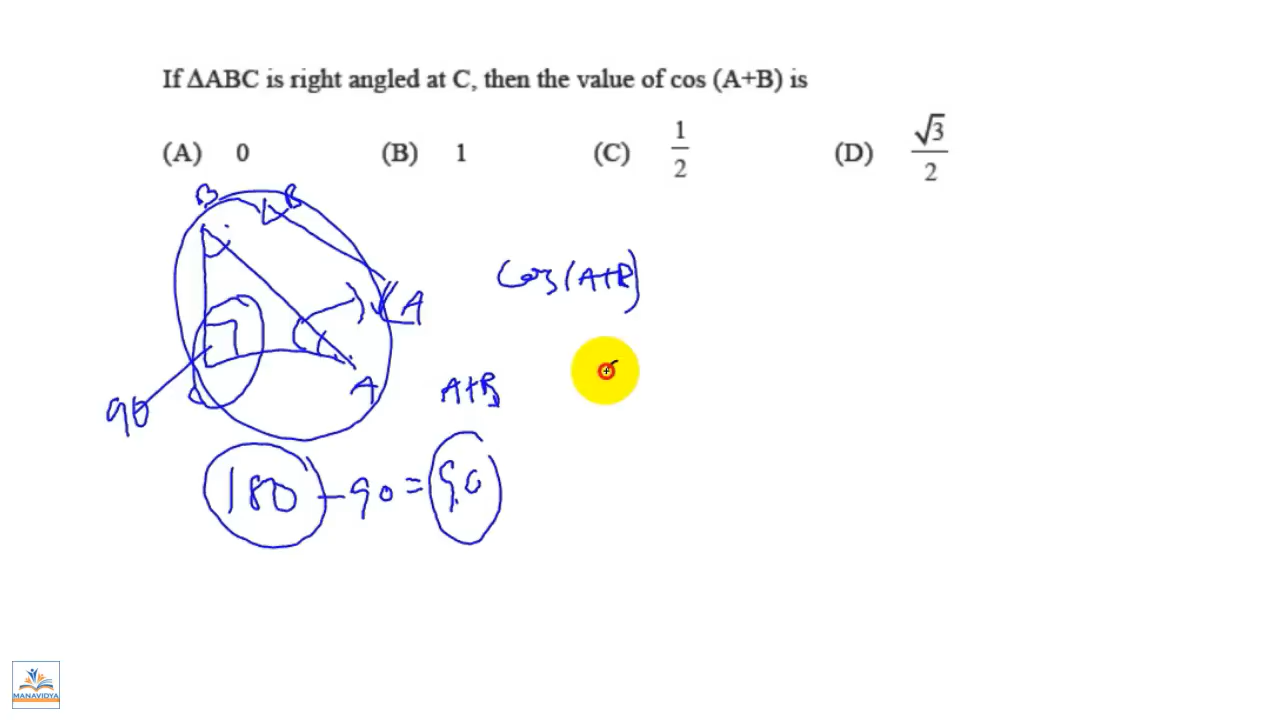 If ΔABC is right angled at C, then the value of cos (A+B) is
(A) 0 (B) 1 (C) 1/2 (D) √3/2
B B
A
Cos(A+B)
A
A+B
90
180 - 90 = 90
MANAVIDYA